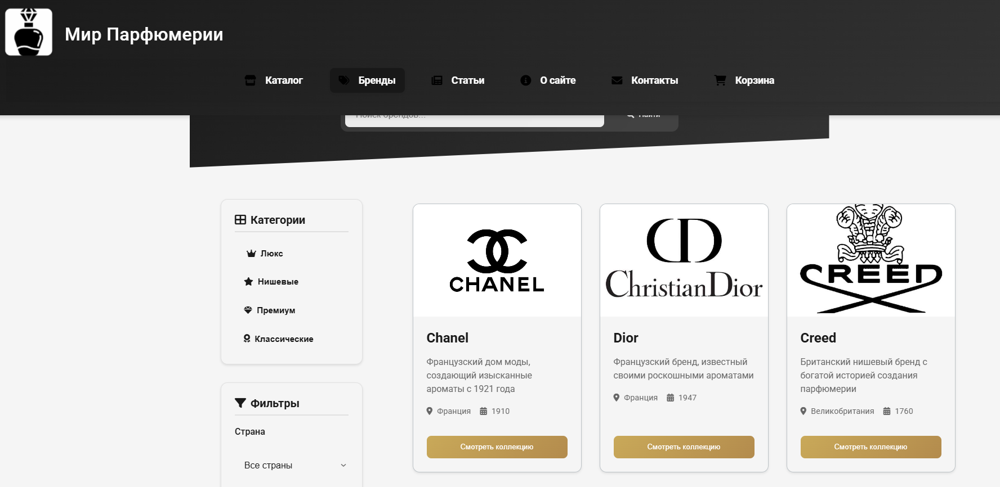 Мир Парфюмерии
Каталог Бренды Статьи О сайте Контакты Корзина
Поиск брендов... Найти
Категории
Люкс
Нишевые
Премиум
Классические
Фильтры
Страна
Все страны
CHANEL
Chanel
Французский дом моды,
создающий изысканные
ароматы с 1921 года
Франция 1910
Смотреть коллекцию
CD
ChristianDior
Dior
Французский бренд, известный
своими роскошными ароматами
Франция 1947
Смотреть коллекцию
CREED
Creed
Британский нишевый бренд с
богатой историей создания
парфюмерии
Великобритания 1760
Смотреть коллекцию